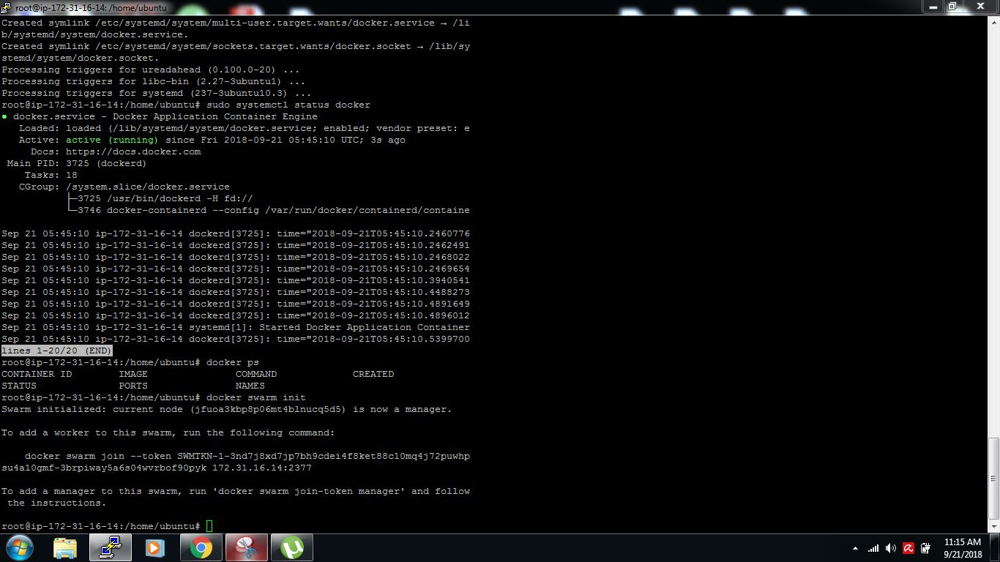 root@ip-172-31-16-14: /home/ubuntu
Created symlink /etc/systemd/system/multi-user.target.wants/docker.service → /li
b/systemd/system/docker.service.
Created symlink /etc/systemd/system/sockets.target.wants/docker.socket → /lib/sy
stemd/system/docker.socket.
Processing triggers for ureadahead (0.100.0-20) ...
Processing triggers for libc-bin (2.27-3ubuntu1) ...
Processing triggers for systemd (237-3ubuntu10.3) ...
root@ip-172-31-16-14:/home/ubuntu# sudo systemctl status docker
● docker.service - Docker Application Container Engine
   Loaded: loaded (/lib/systemd/system/docker.service; enabled; vendor preset: e
   Active: active (running) since Fri 2018-09-21 05:45:10 UTC; 3s ago
     Docs: https://docs.docker.com
 Main PID: 3725 (dockerd)
    Tasks: 18
   CGroup: /system.slice/docker.service
           ├─3725 /usr/bin/dockerd -H fd://
           └─3746 docker-containerd --config /var/run/docker/containerd/containe
Sep 21 05:45:10 ip-172-31-16-14 dockerd[3725]: time="2018-09-21T05:45:10.2460776
Sep 21 05:45:10 ip-172-31-16-14 dockerd[3725]: time="2018-09-21T05:45:10.2462491
Sep 21 05:45:10 ip-172-31-16-14 dockerd[3725]: time="2018-09-21T05:45:10.2468022
Sep 21 05:45:10 ip-172-31-16-14 dockerd[3725]: time="2018-09-21T05:45:10.2469654
Sep 21 05:45:10 ip-172-31-16-14 dockerd[3725]: time="2018-09-21T05:45:10.3940541
Sep 21 05:45:10 ip-172-31-16-14 dockerd[3725]: time="2018-09-21T05:45:10.4488273
Sep 21 05:45:10 ip-172-31-16-14 dockerd[3725]: time="2018-09-21T05:45:10.4891649
Sep 21 05:45:10 ip-172-31-16-14 dockerd[3725]: time="2018-09-21T05:45:10.4896012
Sep 21 05:45:10 ip-172-31-16-14 systemd[1]: Started Docker Application Container
Sep 21 05:45:10 ip-172-31-16-14 dockerd[3725]: time="2018-09-21T05:45:10.5399700
lines 1-20/20 (END)
root@ip-172-31-16-14:/home/ubuntu# docker ps
CONTAINER ID        IMAGE               COMMAND             CREATED
STATUS              PORTS               NAMES
root@ip-172-31-16-14:/home/ubuntu# docker swarm init
Swarm initialized: current node (jfuoa3kbp8p06mt4blnucq5d5) is now a manager.
To add a worker to this swarm, run the following command:
    docker swarm join --token SWMTKN-1-3nd7j8xd7jp7bh9cdei4f8ket88c10mq4j72puwhp
su4a10gmf-3brpiway5a6s04wvrbof90pyk 172.31.16.14:2377
To add a manager to this swarm, run 'docker swarm join-token manager' and follow
 the instructions.
root@ip-172-31-16-14:/home/ubuntu#
11:15 AM
9/21/2018